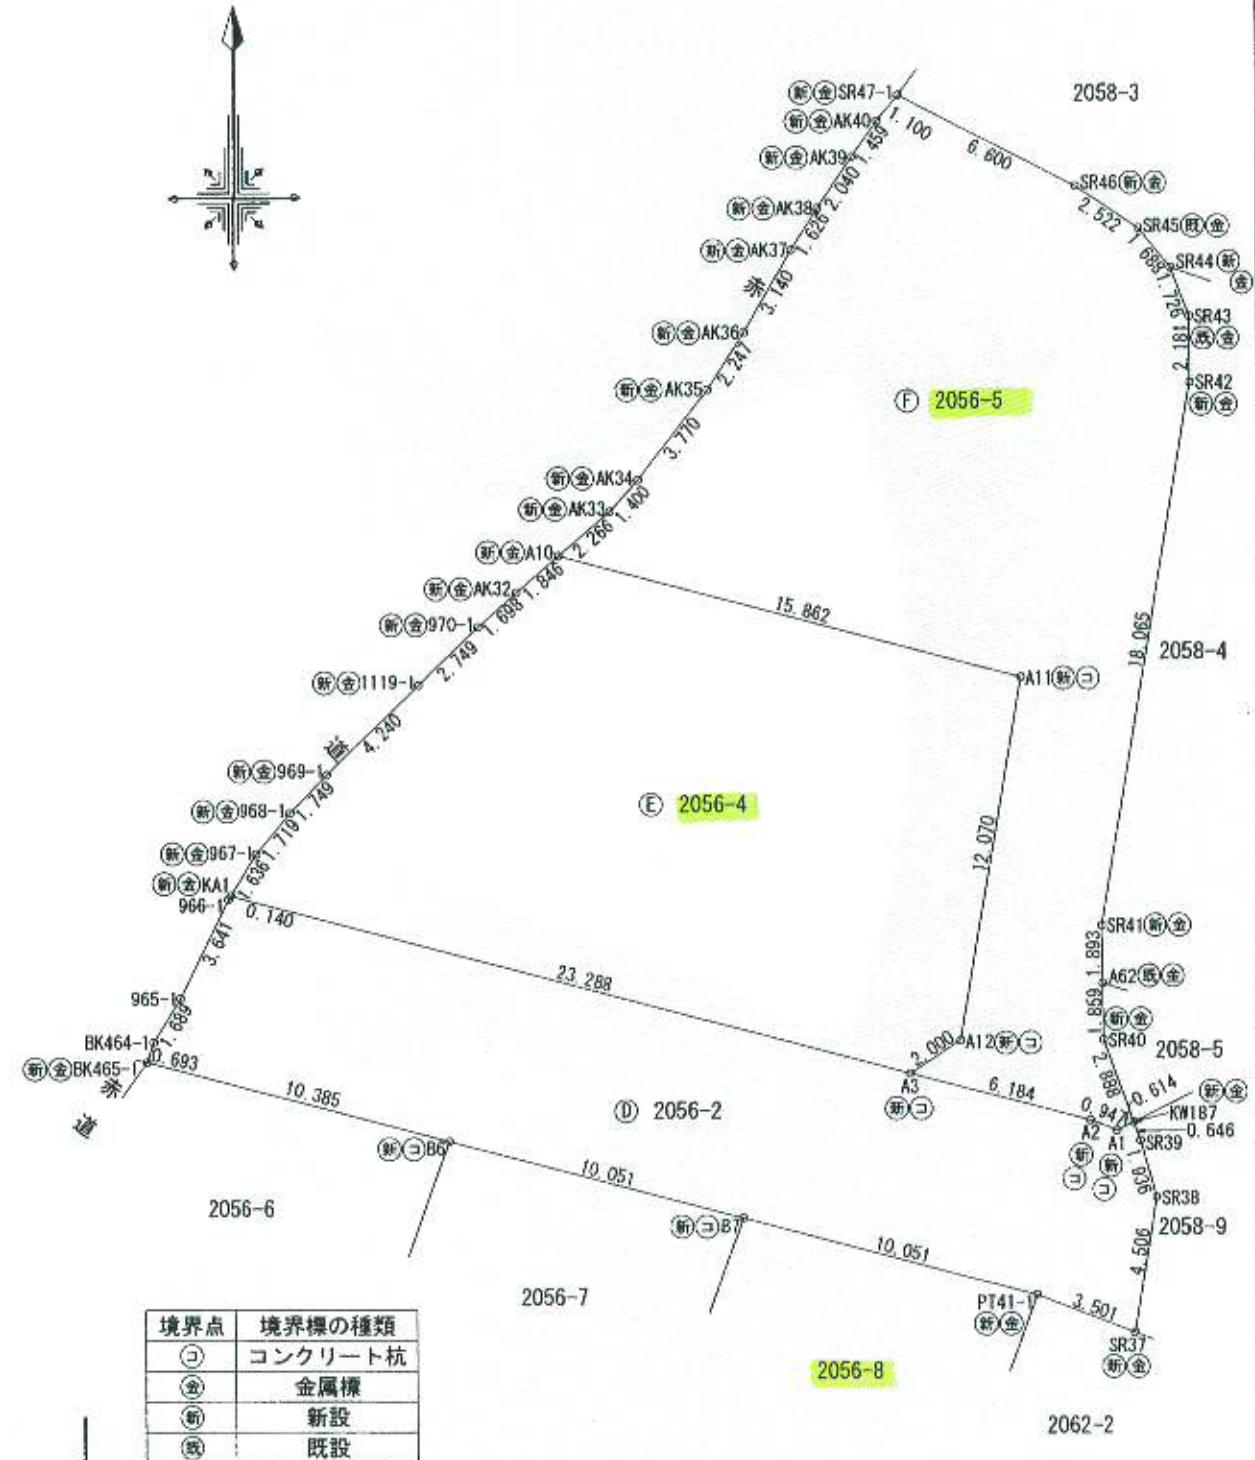 2058-3
新 金 SR47-1
新 金 AK40
1.100
1.459
6.600
新 金 AK39
2.040
SR46 新 金
2.522
新 金 AK38
1.626
SR45 既 金
1.688
新 金 AK37
SR44 新 金
1.726
赤
3.140
SR43 既 金
2.181
新 金 AK36
2.247
新 金 AK35
SR42 新 金
F 2056-5
3.770
新 金 AK34
1.400
新 金 AK33
2.266
新 金 A10
1.846
新 金 AK32
1.698
15.862
新 金 970-1
2.749
18.065
2058-4
新 金 1119-1
A11 新 コ
4.240
道
新 金 969-1
1.749
新 金 968-1
1.719
E 2056-4
12.070
新 金 967-1
1.636
新 金 KA1
966-1
0.140
3.641
SR41 新 金
1.893
23.288
A62 既 金
965-1
1.689
1.859
新 金
SR40
BK464-1
A12 新 コ
2.000
2058-5
新 金 BK465-1
0.693
2.888
A3
新 コ
6.184
0.614
新 金
赤
道
10.385
D 2056-2
0.947
KW187
0.646
A2
新 コ
A1
新 コ
SR39
1.936
新 コ B6
10.051
SR38
2056-6
新 コ B7
2058-9
10.051
4.506
2056-7
PT41-1
新 金
3.501
SR37
新 金
2056-8
2062-2
境界点 境界標の種類
コ コンクリート杭
金 金属標
新 新設
既 既設